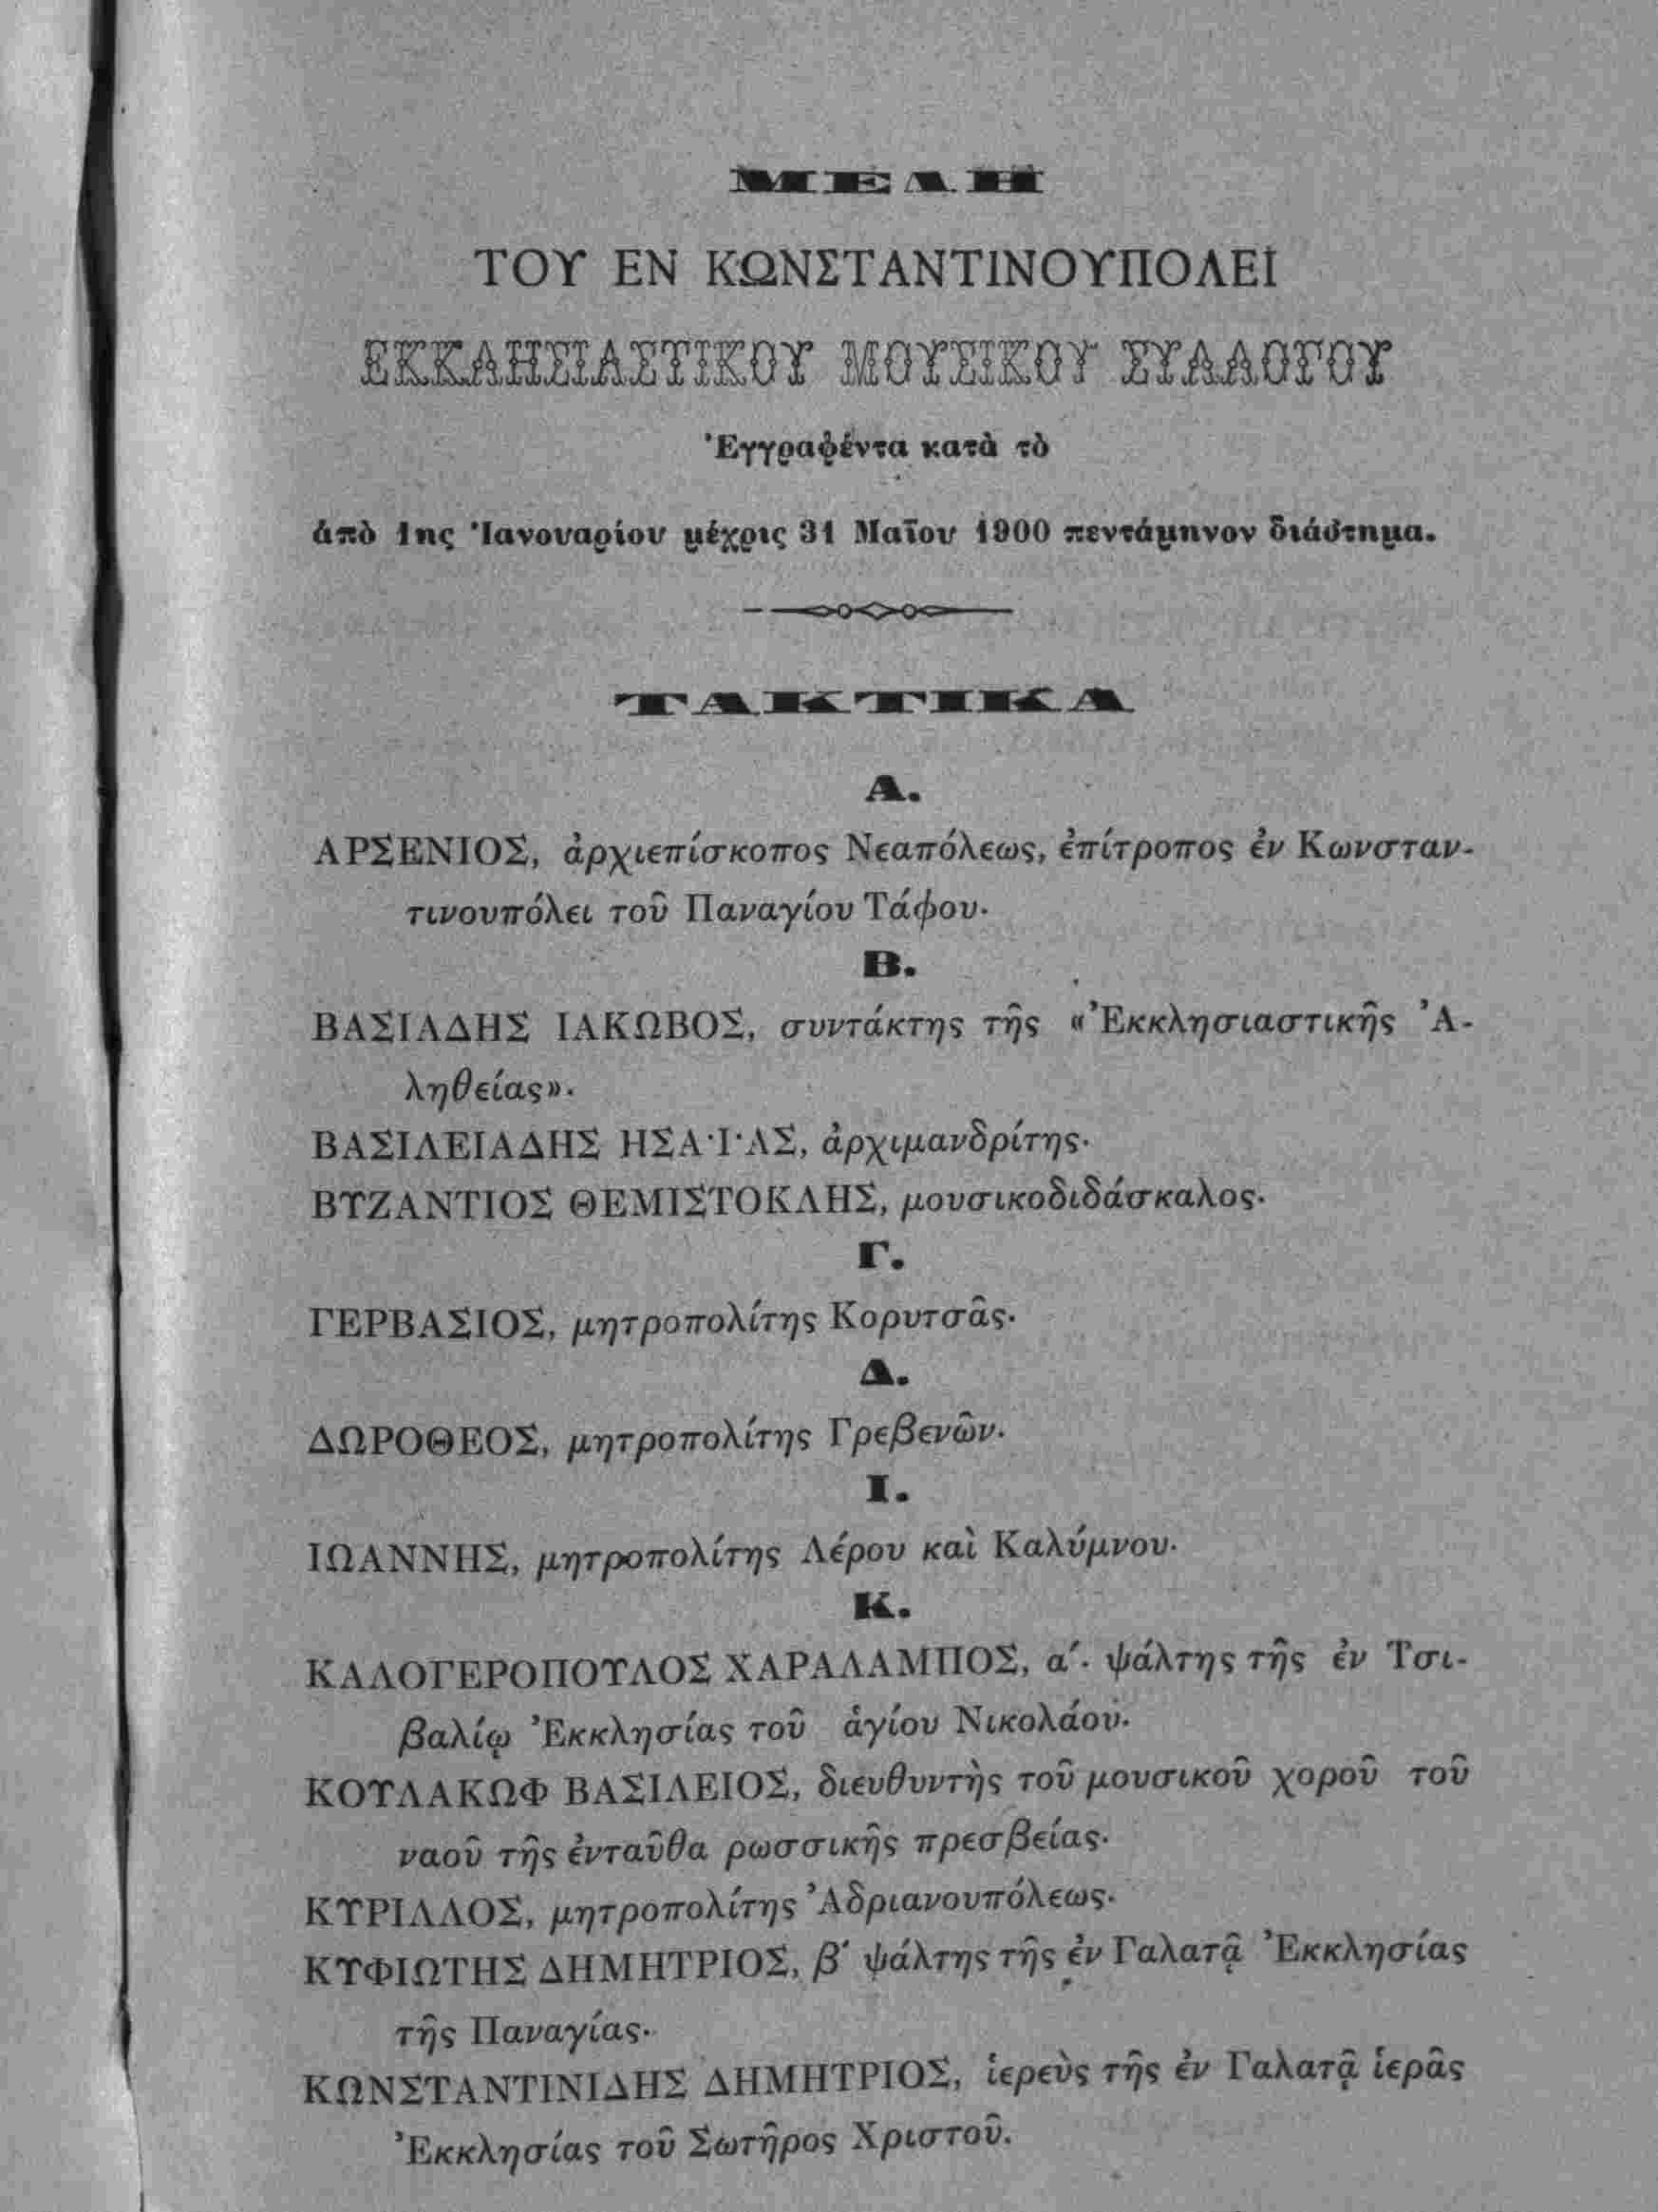 ΜΕΛΗ
ΤΟΥ ΕΝ ΚΩΝΣΤΑΝΤΙΝΟΥΠΟΛΕΙ
ΕΚΚΛΗΣΙΑΣΤΙΚΟΥ ΜΟΥΣΙΚΟΥ ΣΥΛΛΟΓΟΥ
Ἐγγραφέντα κατὰ τὸ
ἀπὸ 1ης Ἰανουαρίου μέχρις 31 Μαΐου 1900 πεντάμηνον διάστημα.
ΤΑΚΤΙΚΑ
Α.
ΑΡΣΕΝΙΟΣ, ἀρχιεπίσκοπος Νεαπόλεως, ἐπίτροπος ἐν Κωνσταν-
τινουπόλει τοῦ Παναγίου Τάφου·
Β.
ΒΑΣΙΑΔΗΣ ΙΑΚΩΒΟΣ, συντάκτης τῆς «Ἐκκλησιαστικῆς Ἀ-
ληθείας»·
ΒΑΣΙΛΕΙΑΔΗΣ ΗΣΑ·Ι·ΑΣ, ἀρχιμανδρίτης·
ΒΥΖΑΝΤΙΟΣ ΘΕΜΙΣΤΟΚΛΗΣ, μουσικοδιδάσκαλος·
Γ.
ΓΕΡΒΑΣΙΟΣ, μητροπολίτης Κορυτσᾶς·
Δ.
ΔΩΡΟΘΕΟΣ, μητροπολίτης Γρεβενῶν·
Ι.
ΙΩΑΝΝΗΣ, μητροπολίτης Λέρου καὶ Καλύμνου·
Κ.
ΚΑΛΟΓΕΡΟΠΟΥΛΟΣ ΧΑΡΑΛΑΜΠΟΣ, α΄. ψάλτης τῆς ἐν Τσι-
βαλίῳ Ἐκκλησίας τοῦ ἁγίου Νικολάου·
ΚΟΥΛΑΚΩΦ ΒΑΣΙΛΕΙΟΣ, διευθυντὴς τοῦ μουσικοῦ χοροῦ τοῦ
ναοῦ τῆς ἐνταῦθα ρωσσικῆς πρεσβείας·
ΚΥΡΙΛΛΟΣ, μητροπολίτης Ἀδριανουπόλεως·
ΚΥΦΙΩΤΗΣ ΔΗΜΗΤΡΙΟΣ, β΄ ψάλτης τῆς ἐν Γαλατᾷ Ἐκκλησίας
τῆς Παναγίας·
ΚΩΝΣΤΑΝΤΙΝΙΔΗΣ ΔΗΜΗΤΡΙΟΣ, ἱερεὺς τῆς ἐν Γαλατᾷ ἱερᾶς
Ἐκκλησίας τοῦ Σωτῆρος Χριστοῦ.